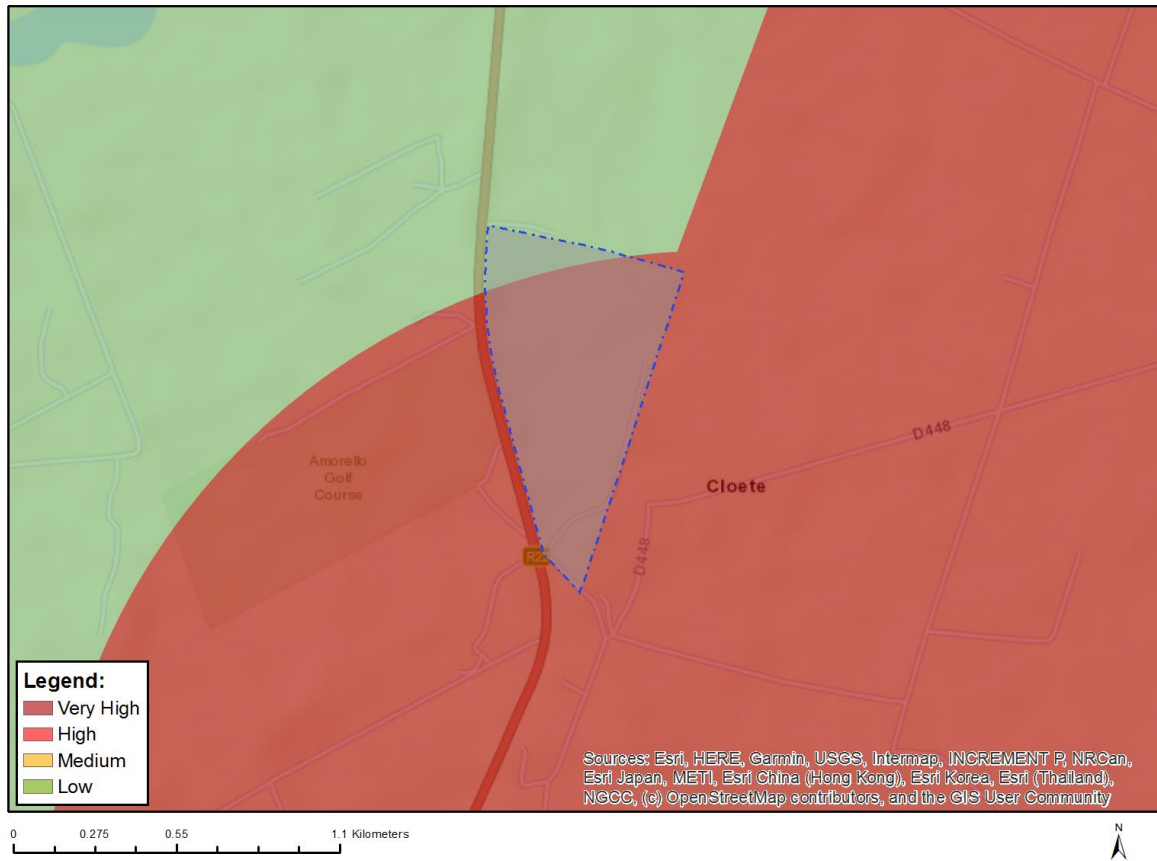 Amorello
Golf
Course
D448
Cloete
D448
Legend:
Very High
High
Medium
Low
Sources: Esri, HERE, Garmin, USGS, Intermap, INCREMENT P, NRCan,
Esri Japan, METI, Esri China (Hong Kong), Esri Korea, Esri (Thailand),
NGCC, (c) OpenStreetMap contributors, and the GIS User Community
0 0.275 0.55 1.1 Kilometers
N